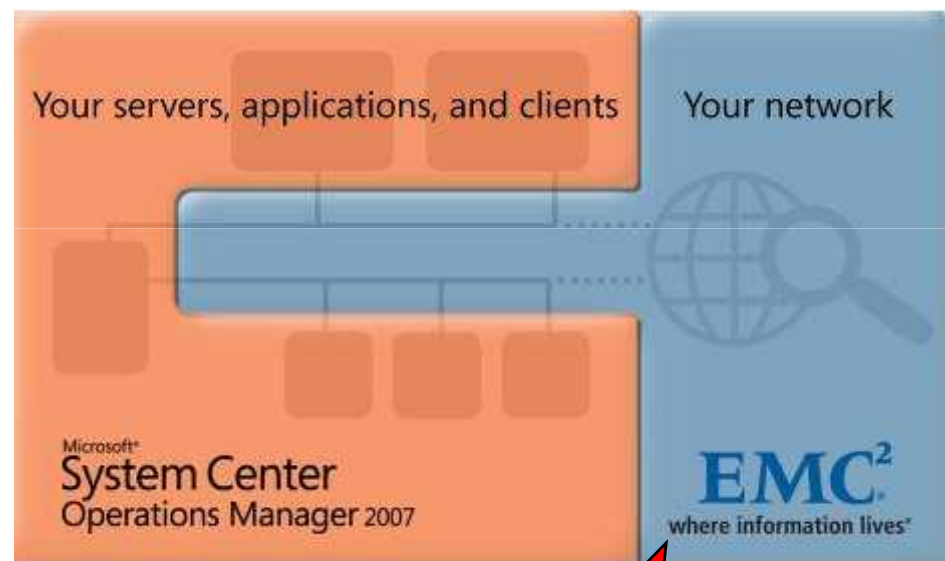 Your servers, applications, and clients
Your network
Microsoft®
System Center
Operations Manager 2007
EMC²
where information lives®